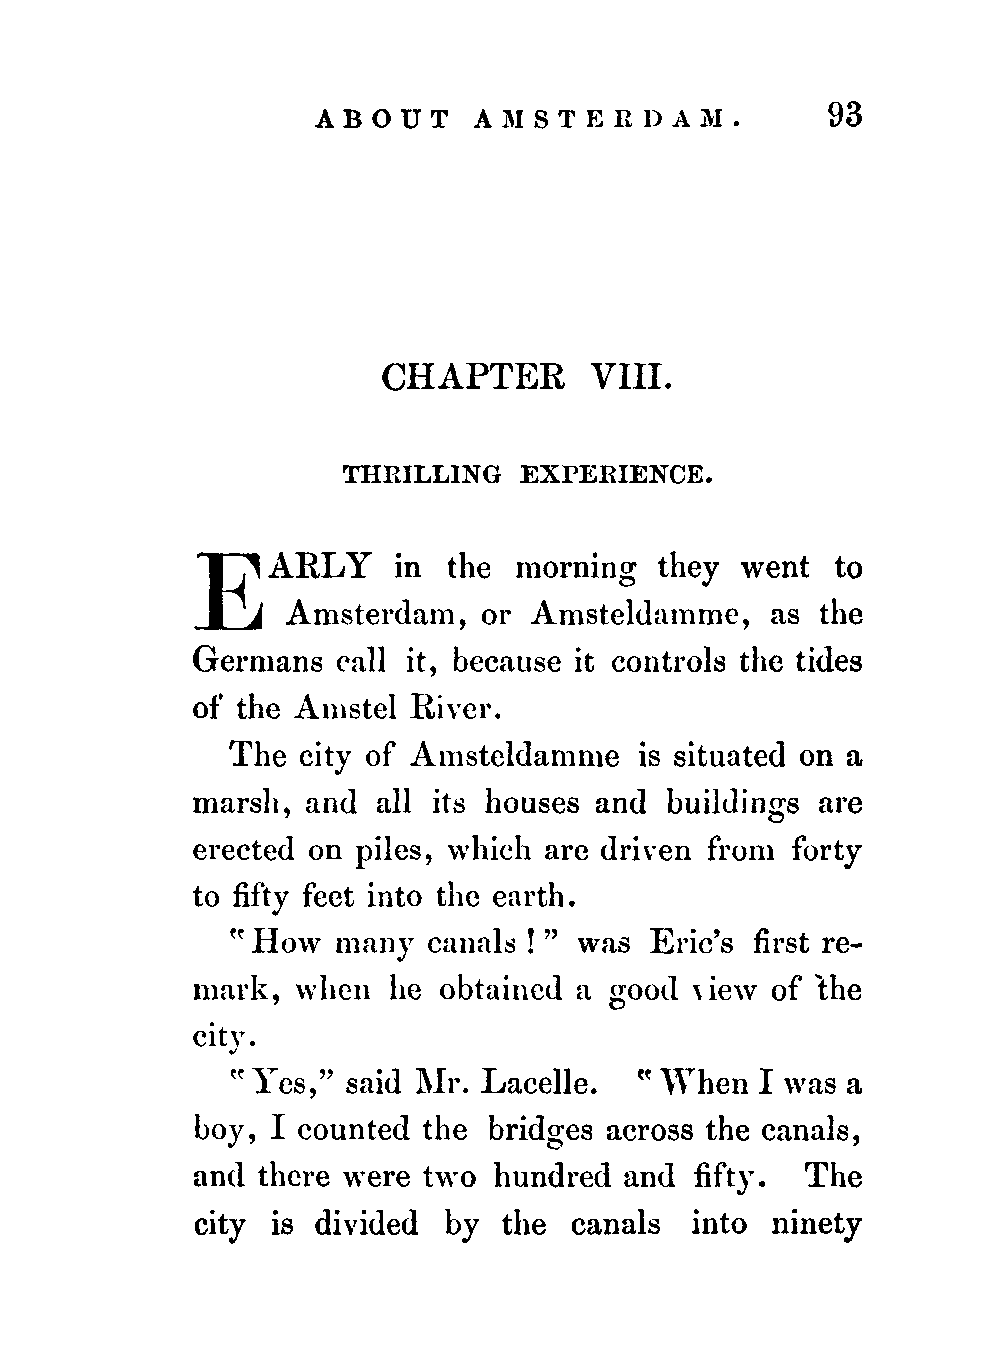 ABOUT AMSTERDAM. 93
CHAPTER VIII.
THRILLING EXPERIENCE.
EARLY in the morning they went to
Amsterdam, or Amsteldamme, as the
Germans call it, because it controls the tides
of the Amstel River.
The city of Amsteldamme is situated on a
marsh, and all its houses and buildings are
erected on piles, which are driven from forty
to fifty feet into the earth.
"How many canals!" was Eric's first re-
mark, when he obtained a good view of the
city.
"Yes," said Mr. Lacelle. "When I was a
boy, I counted the bridges across the canals,
and there were two hundred and fifty. The
city is divided by the canals into ninety